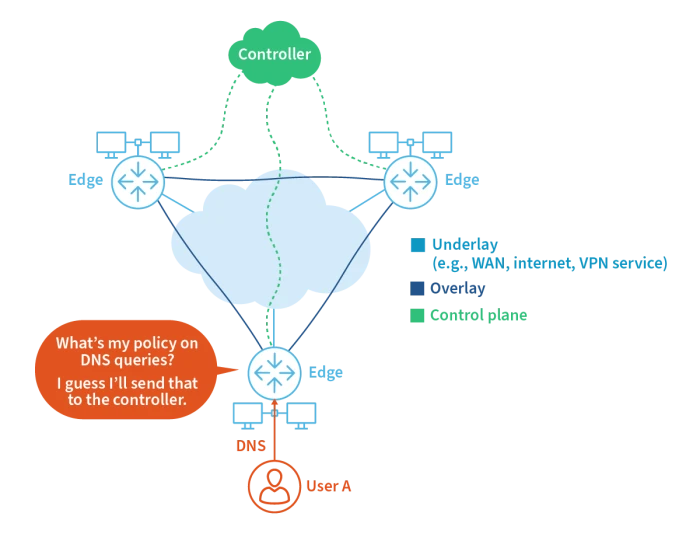 Controller
Edge
Edge
Underlay
(e.g., WAN, internet, VPN service)
Overlay
Control plane
What’s my policy on
DNS queries?
I guess I’ll send that
to the controller.
Edge
DNS
User A